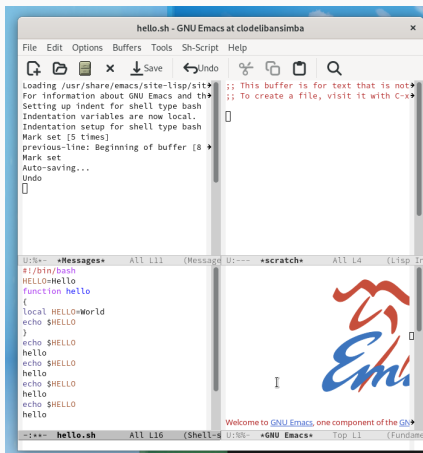 hello.sh - GNU Emacs at clodelibansimba
File Edit Options Buffers Tools Sh-Script Help
Save Undo
Loading /usr/share/emacs/site-lisp/sit
For information about GNU Emacs and th
Setting up indent for shell type bash
Indentation variables are now local.
Indentation setup for shell type bash
Mark set [5 times]
previous-line: Beginning of buffer [8
Mark set
Auto-saving...
Undo
U:%*- *Messages* All L11 (Message
;; This buffer is for text that is not
;; To create a file, visit it with C-x
U:--- *scratch* All L4 (Lisp In
#!/bin/bash
HELLO=Hello
function hello
{
local HELLO=World
echo $HELLO
}
echo $HELLO
hello
echo $HELLO
hello
echo $HELLO
hello
echo $HELLO
hello
-:**- hello.sh All L16 (Shell-s
Welcome to GNU Emacs, one component of the GN
U:%%- *GNU Emacs* Top L1 (Fundame